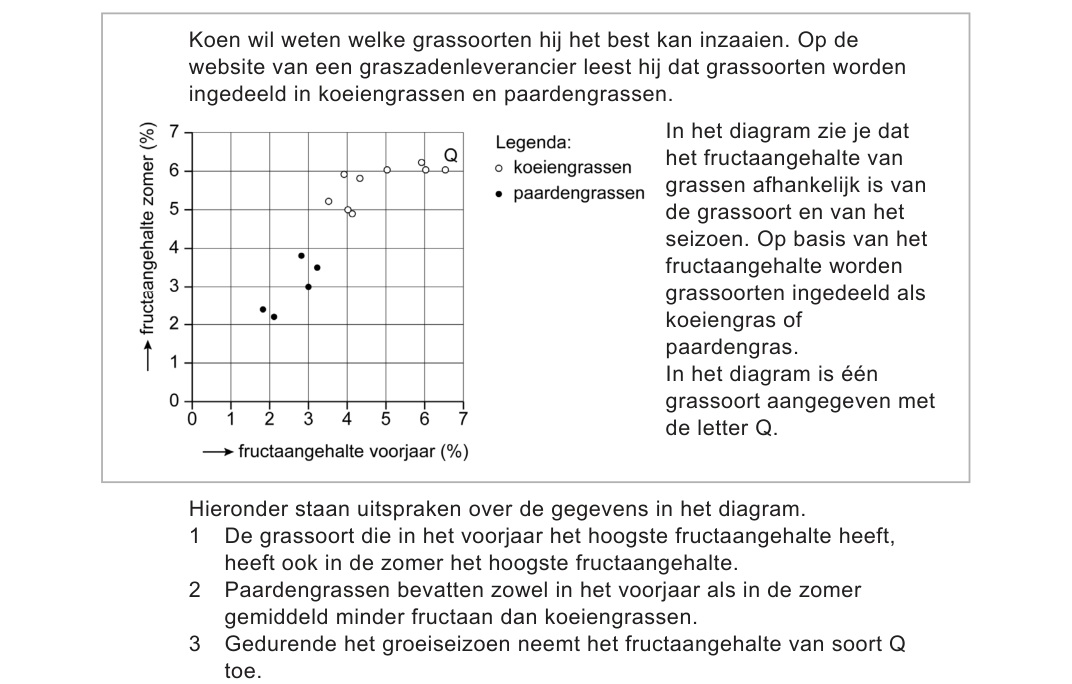 Koen wil weten welke grassoorten hij het best kan inzaaien. Op de
website van een graszadenleverancier leest hij dat grassoorten worden
ingedeeld in koeiengrassen en paardengrassen.
fructaangehalte zomer (%)
7
6
5
4
3
2
1
0
Q
0 1 2 3 4 5 6 7
fructaangehalte voorjaar (%)
Legenda:
koeiengrassen
paardengrassen
In het diagram zie je dat
het fructaangehalte van
grassen afhankelijk is van
de grassoort en van het
seizoen. Op basis van het
fructaangehalte worden
grassoorten ingedeeld als
koeiengras of
paardengras.
In het diagram is één
grassoort aangegeven met
de letter Q.
Hieronder staan uitspraken over de gegevens in het diagram.
1 De grassoort die in het voorjaar het hoogste fructaangehalte heeft,
heeft ook in de zomer het hoogste fructaangehalte.
2 Paardengrassen bevatten zowel in het voorjaar als in de zomer
gemiddeld minder fructaan dan koeiengrassen.
3 Gedurende het groeiseizoen neemt het fructaangehalte van soort Q
toe.